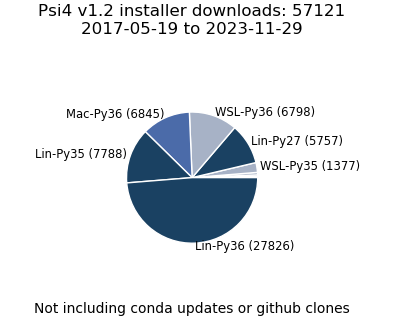 Psi4 v1.2 installer downloads: 57121
2017-05-19 to 2023-11-29
Mac-Py36 (6845)
WSL-Py36 (6798)
Lin-Py27 (5757)
Lin-Py35 (7788)
WSL-Py35 (1377)
Lin-Py36 (27826)
Not including conda updates or github clones